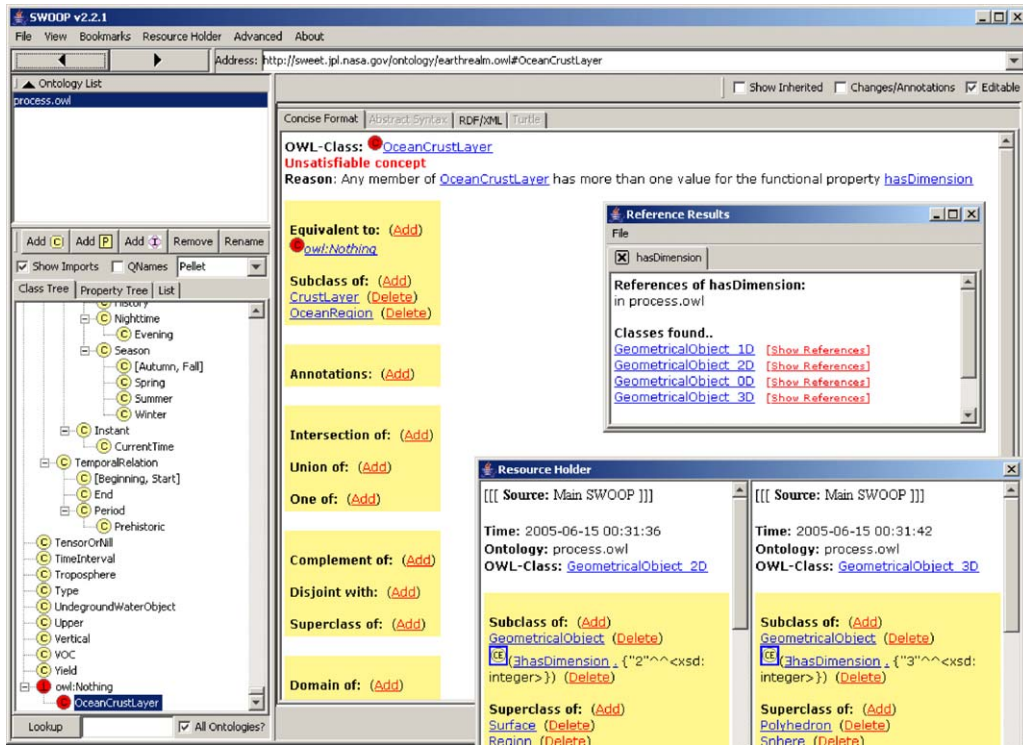 SWOOP v2.2.1
File View Bookmarks Resource Holder Advanced About
Address: http://sweet.jpl.nasa.gov/ontology/earthrealm.owl#OceanCrustLayer
Ontology List
process.owl
Show Inherited Changes/Annotations Editable
Concise Format Abstract Syntax RDF/XML Turtle
OWL-Class: OceanCrustLayer
Unsatisfiable concept
Reason: Any member of OceanCrustLayer has more than one value for the functional property hasDimension
Equivalent to: (Add)
owl:Nothing
Subclass of: (Add)
CrustLayer (Delete)
OceanRegion (Delete)
Annotations: (Add)
Intersection of: (Add)
Union of: (Add)
One of: (Add)
Complement of: (Add)
Disjoint with: (Add)
Superclass of: (Add)
Domain of: (Add)
Add C Add P Add I Remove Rename
Show Imports QNames Pellet
Class Tree Property Tree List
History
Nighttime
Evening
Season
[Autumn, Fall]
Spring
Summer
Winter
Instant
CurrentTime
TemporalRelation
[Beginning, Start]
End
Period
Prehistoric
TensorOrNill
TimeInterval
Troposphere
Type
UndegroundWaterObject
Upper
Vertical
VOC
Yield
owl:Nothing
OceanCrustLayer
Lookup All Ontologies?
Reference Results
File
hasDimension
References of hasDimension:
in process.owl
Classes found..
GeometricalObject_1D [Show References]
GeometricalObject_2D [Show References]
GeometricalObject_0D [Show References]
GeometricalObject_3D [Show References]
Resource Holder
[[[ Source: Main SWOOP ]]]
Time: 2005-06-15 00:31:36
Ontology: process.owl
OWL-Class: GeometricalObject_2D
Subclass of: (Add)
GeometricalObject (Delete)
CE (∃hasDimension . {"2"^^<xsd:
integer>}) (Delete)
Superclass of: (Add)
Surface (Delete)
Region (Delete)
[[[ Source: Main SWOOP ]]]
Time: 2005-06-15 00:31:42
Ontology: process.owl
OWL-Class: GeometricalObject_3D
Subclass of: (Add)
GeometricalObject (Delete)
CE (∃hasDimension . {"3"^^<xsd:
integer>}) (Delete)
Superclass of: (Add)
Polyhedron (Delete)
Sphere (Delete)